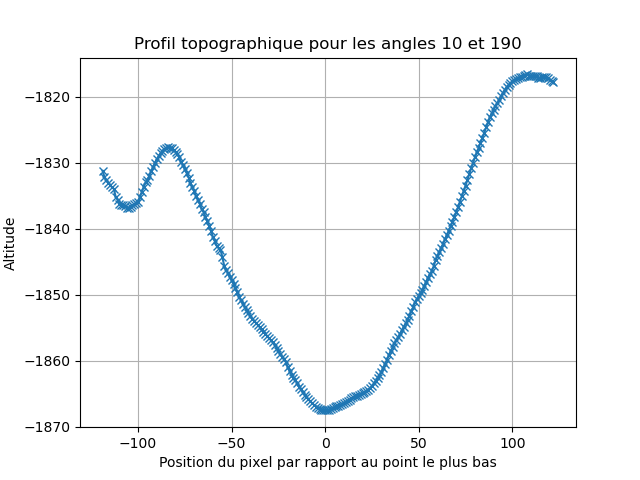 Profil topographique pour les angles 10 et 190
−1820
−1830
−1840
−1850
−1860
−1870
Altitude
−100 −50 0 50 100
Position du pixel par rapport au point le plus bas